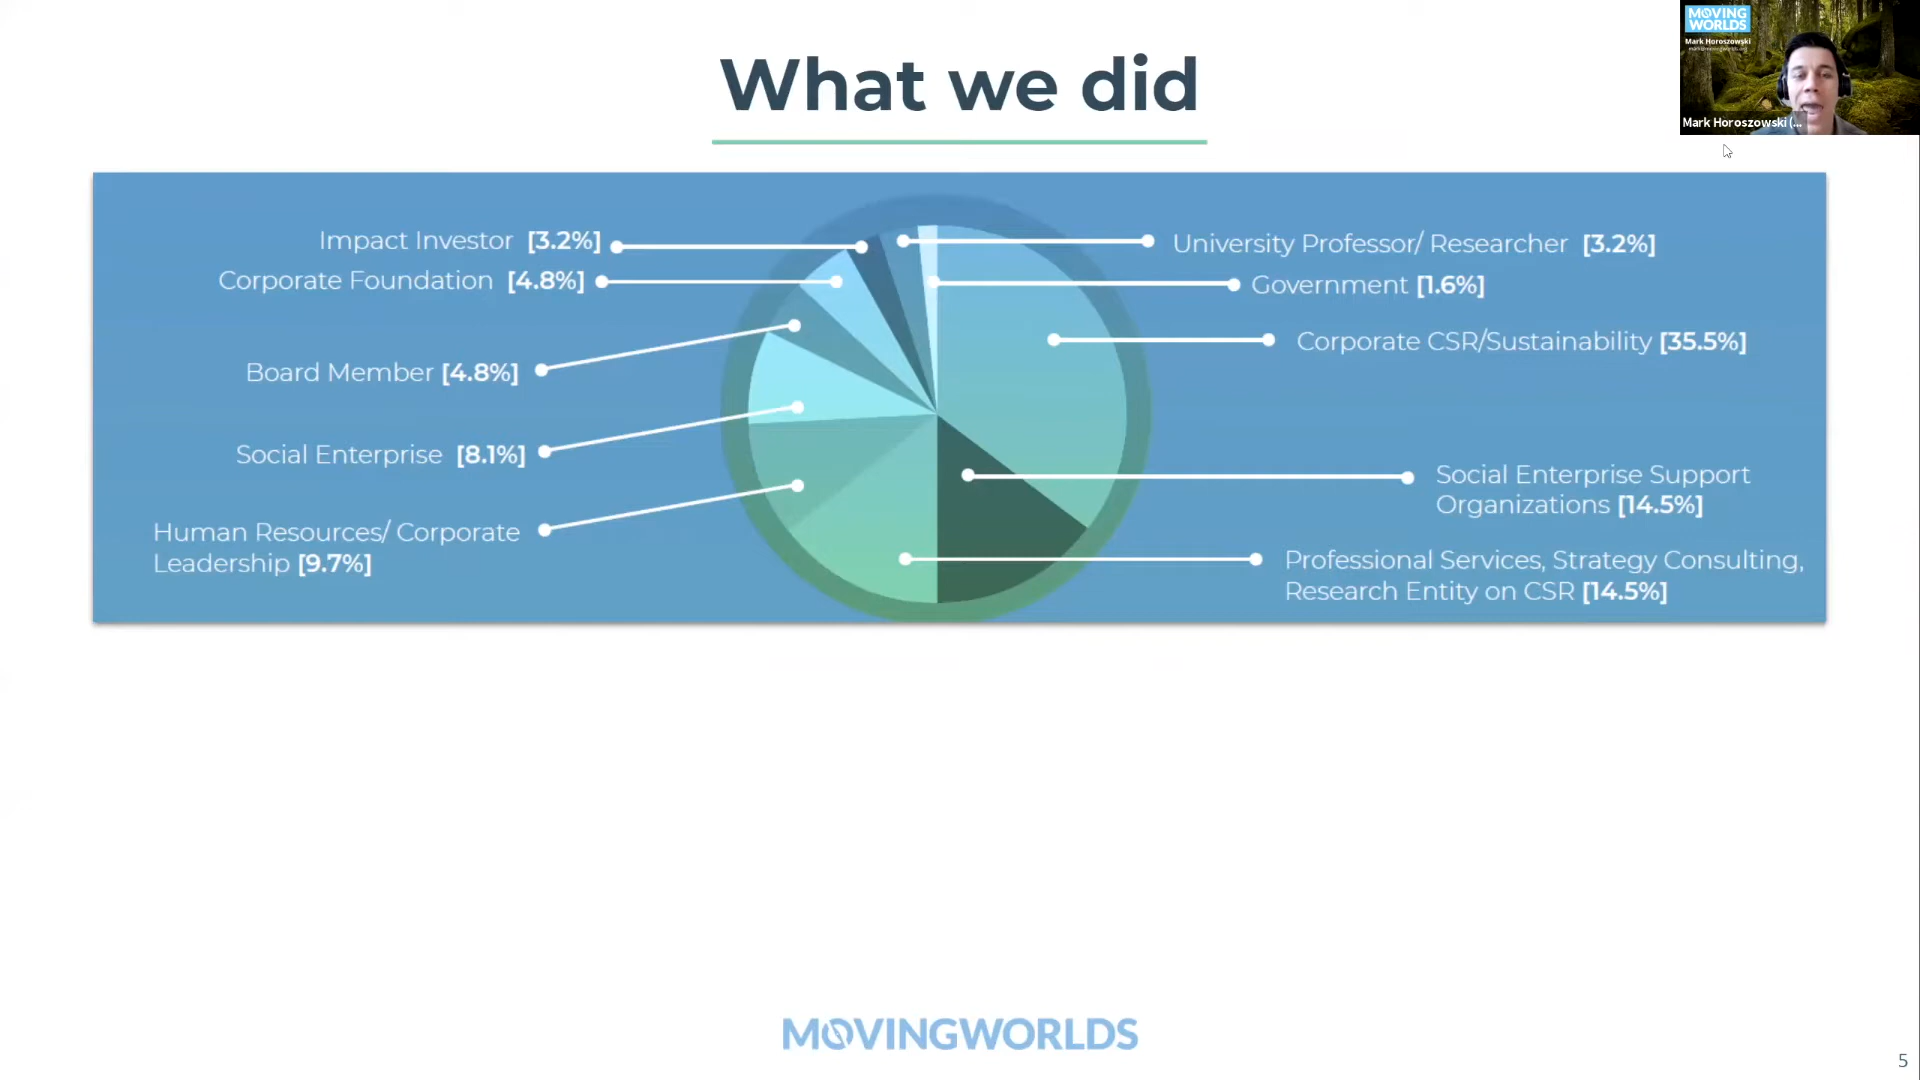 What we did
MOVING
WORLDS
Mark Horoszowski
Mark Horoszowski (...
Impact Investor [3.2%]
Corporate Foundation [4.8%]
Board Member [4.8%]
Social Enterprise [8.1%]
Human Resources/ Corporate
Leadership [9.7%]
University Professor/ Researcher [3.2%]
Government [1.6%]
Corporate CSR/Sustainability [35.5%]
Social Enterprise Support
Organizations [14.5%]
Professional Services, Strategy Consulting,
Research Entity on CSR [14.5%]
MOVINGWORLDS
5